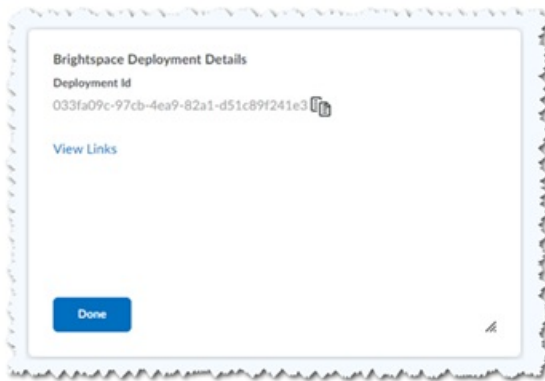 Brightspace Deployment Details
Deployment Id
033fa09c-97cb-4ea9-82a1-d51c89f241e3
View Links
Done